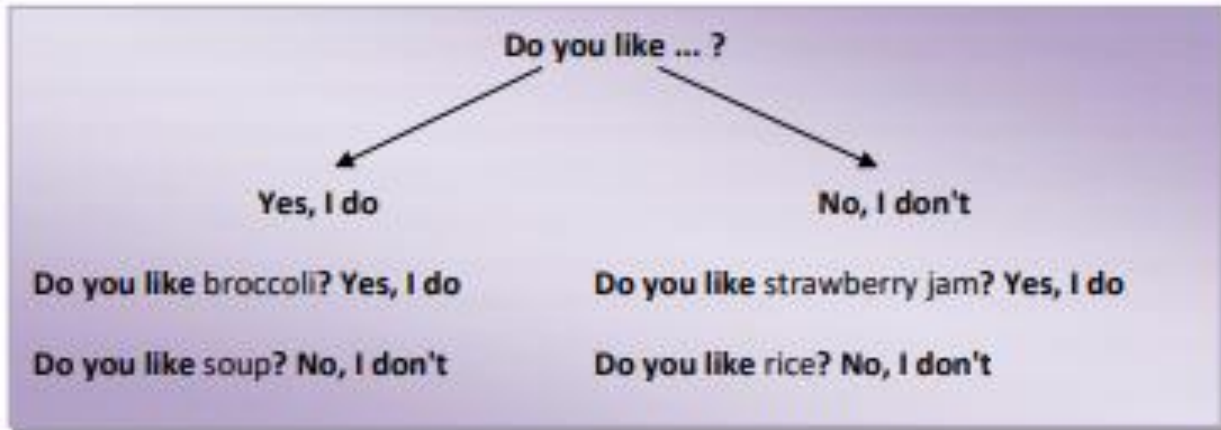 Do you like ... ?
Yes, I do
No, I don't
Do you like broccoli? Yes, I do
Do you like strawberry jam? Yes, I do
Do you like soup? No, I don't
Do you like rice? No, I don't